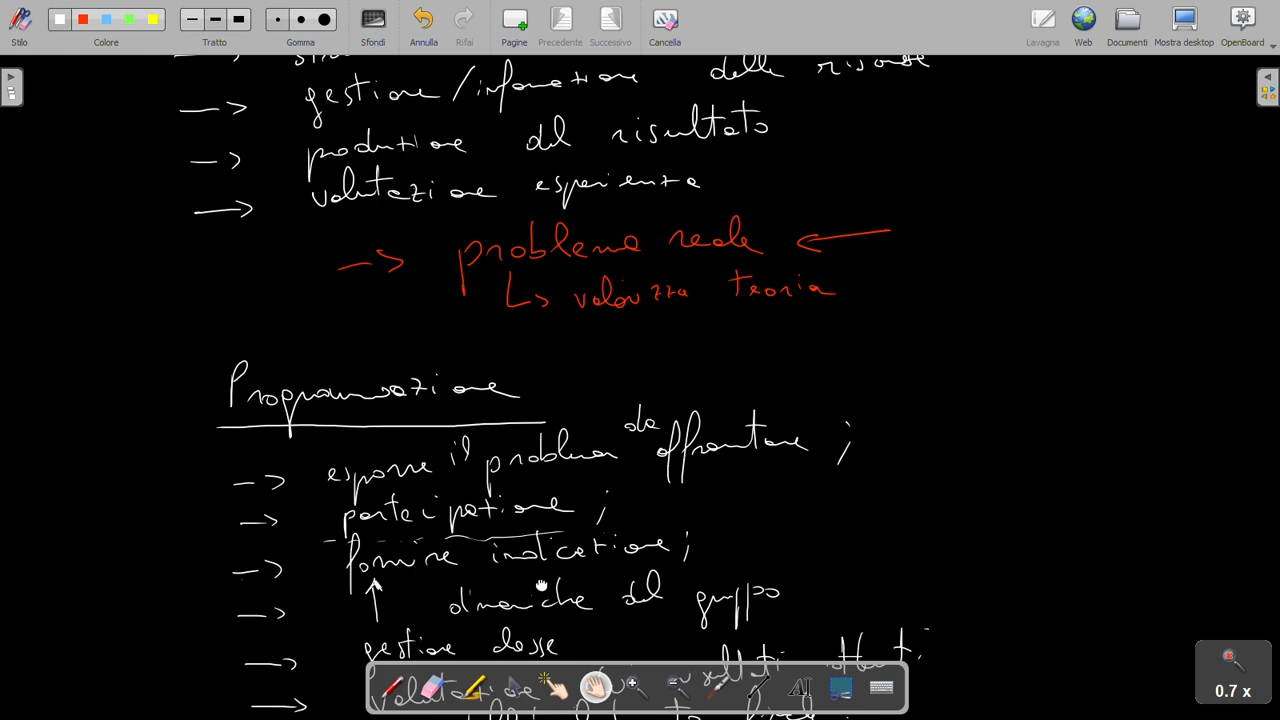 Stilo Colore Tratto Gomma Sfondi Annulla Rifai Pagine Precedente Successivo Cancella Lavagna Web Documenti Mostra desktop OpenBoard
→ gestione / informazione delle risorse
→ produzione del risultato
→ valutazione esperienza
→ problema reale ←
↳ valorizza teoria
Programmazione
→ esporre il problema da affrontare ;
→ partecipazione ;
→ fornire indicazione ;
→ dinamiche del gruppo
→ gestione classe
→ valutazione
0.7 x